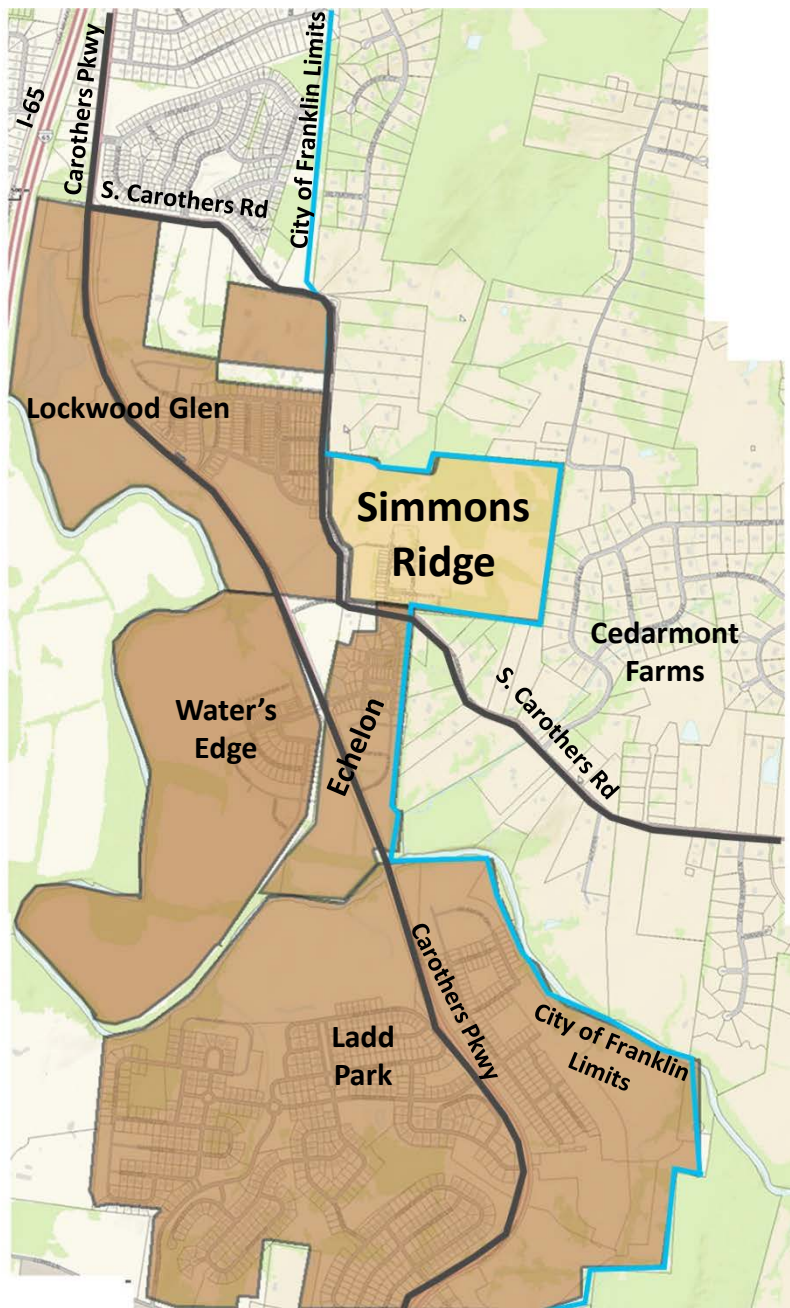 I-65
Carothers Pkwy
City of Franklin Limits
S. Carothers Rd
Lockwood Glen
Simmons
Ridge
Cedarmont
Farms
Water's
Edge
Echelon
S. Carothers Rd
Carothers Pkwy
City of Franklin
Limits
Ladd
Park